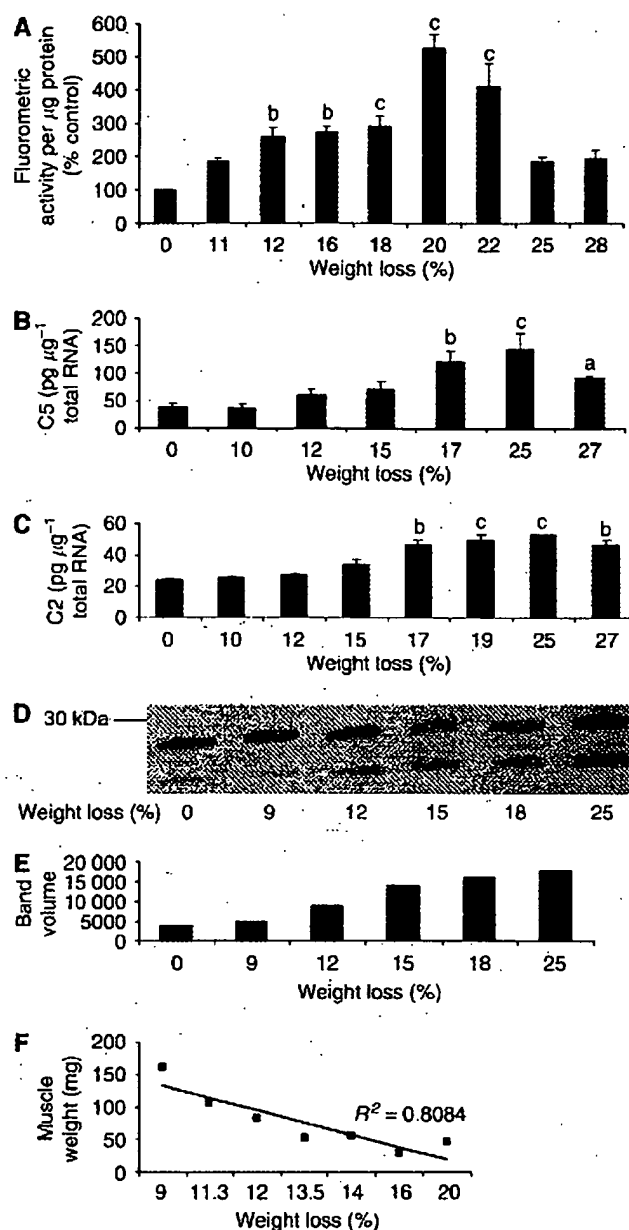 A
Fluorometric
activity per μg protein
(% control)
600
500
400
300
200
100
0
b b c c c
0 11 12 16 18 20 22 25 28
Weight loss (%)
B
C5 (pg μg⁻¹
total RNA)
200
150
100
50
0
b c a
0 10 12 15 17 25 27
Weight loss (%)
C
C2 (pg μg⁻¹
total RNA)
60
40
20
0
b c c b
0 10 12 15 17 19 25 27
Weight loss (%)
D
30 kDa
Weight loss (%) 0 9 12 15 18 25
E
Band
volume
20 000
15 000
10 000
5000
0
0 9 12 15 18 25
Weight loss (%)
F
Muscle
weight (mg)
200
150
100
50
0
R² = 0.8084
9 11.3 12 13.5 14 16 20
Weight loss (%)